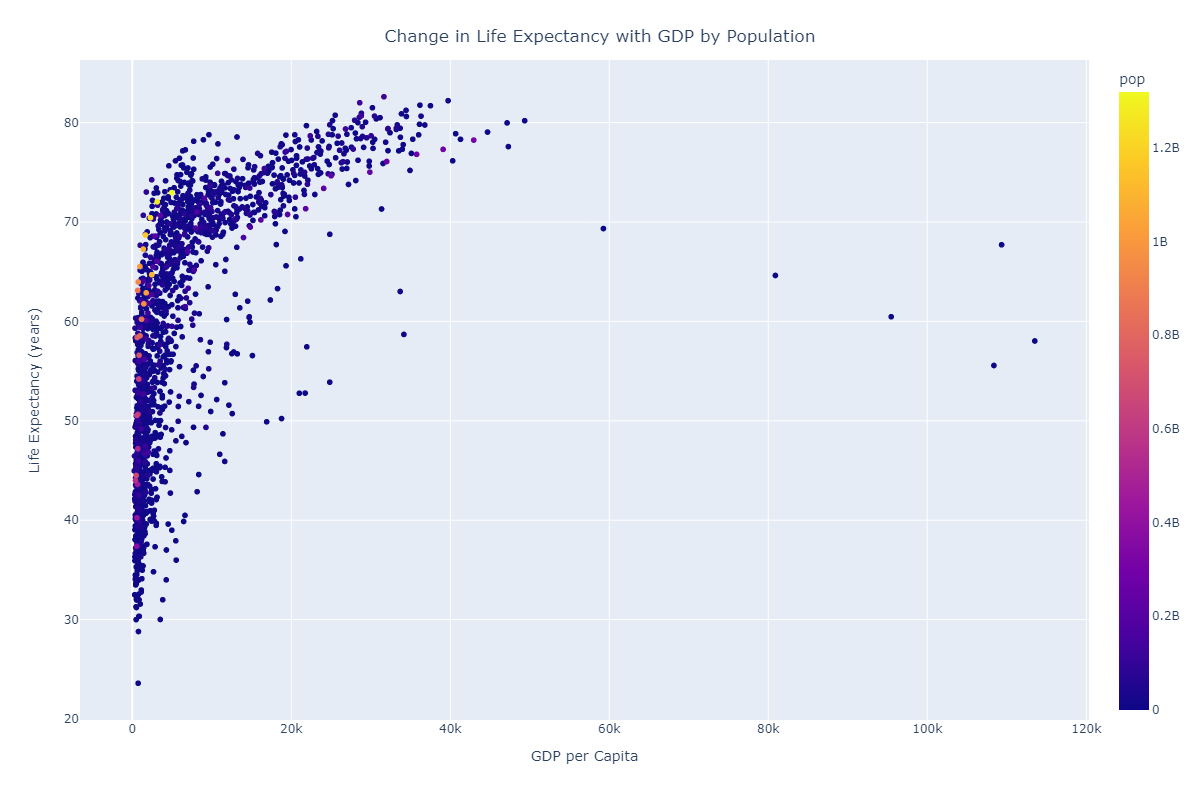 Change in Life Expectancy with GDP by Population
pop
1.2B
1B
0.8B
0.6B
0.4B
0.2B
0
Life Expectancy (years)
80
70
60
50
40
30
20
0 20k 40k 60k 80k 100k 120k
GDP per Capita